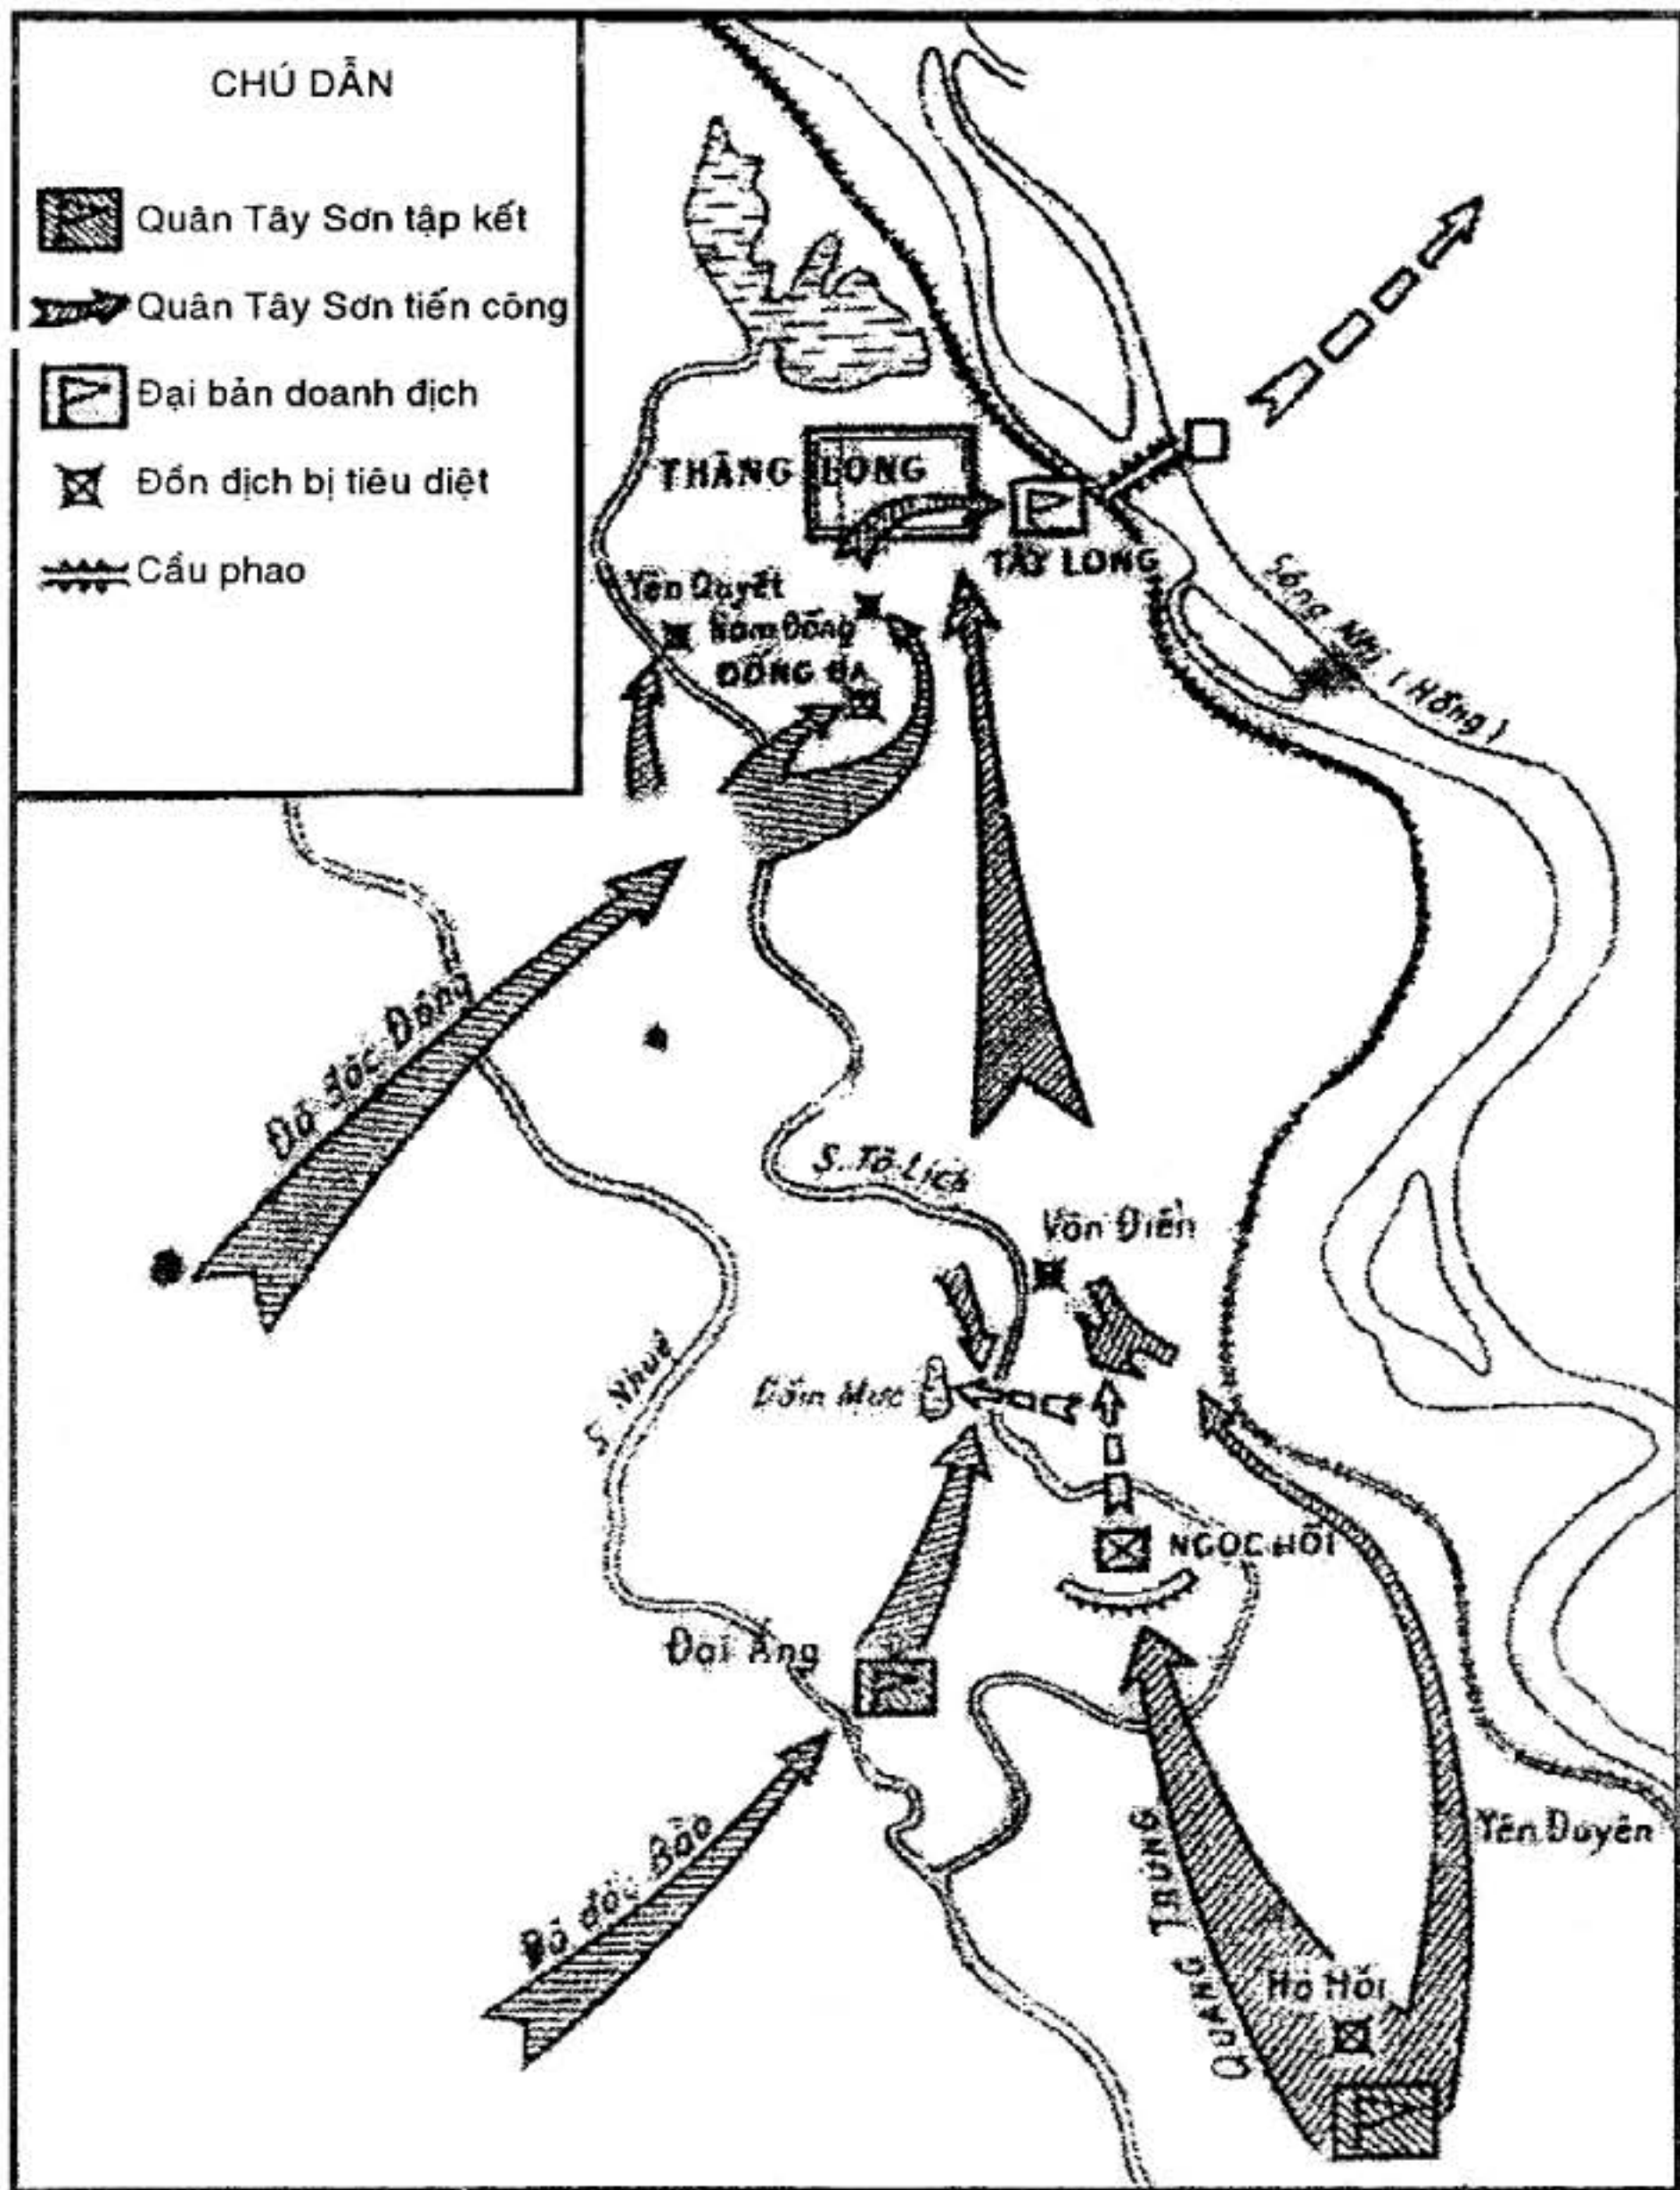 CHÚ DẪN
Quân Tây Sơn tập kết
Quân Tây Sơn tiến công
Đại bản doanh địch
Đồn địch bị tiêu diệt
Cầu phao
THĂNG LONG
TÂY LONG
Yên Quyết
Nam Đồng
ĐỐNG ĐA
Sông Nhị (Hồng)
Đô đốc Đông
S. Tô Lịch
Văn Điển
S. Nhuệ
Đầm Mực
NGỌC HỒI
Đại Áng
Đô đốc Bảo
Yên Duyên
QUANG TRUNG
Hà Hồi